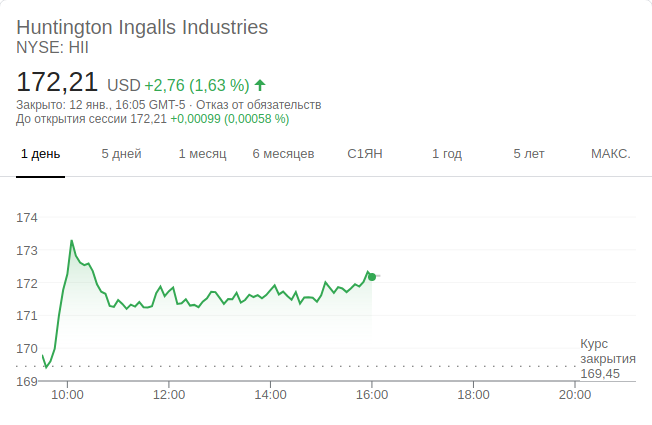 Huntington Ingalls Industries
NYSE: HII
172,21 USD +2,76 (1,63 %)
Закрыто: 12 янв., 16:05 GMT-5 · Отказ от обязательств
До открытия сессии 172,21 +0,00099 (0,00058 %)
1 день 5 дней 1 месяц 6 месяцев С1ЯН 1 год 5 лет МАКС.
174
173
172
171
170
169
Курс
закрытия
169,45
10:00 12:00 14:00 16:00 18:00 20:00